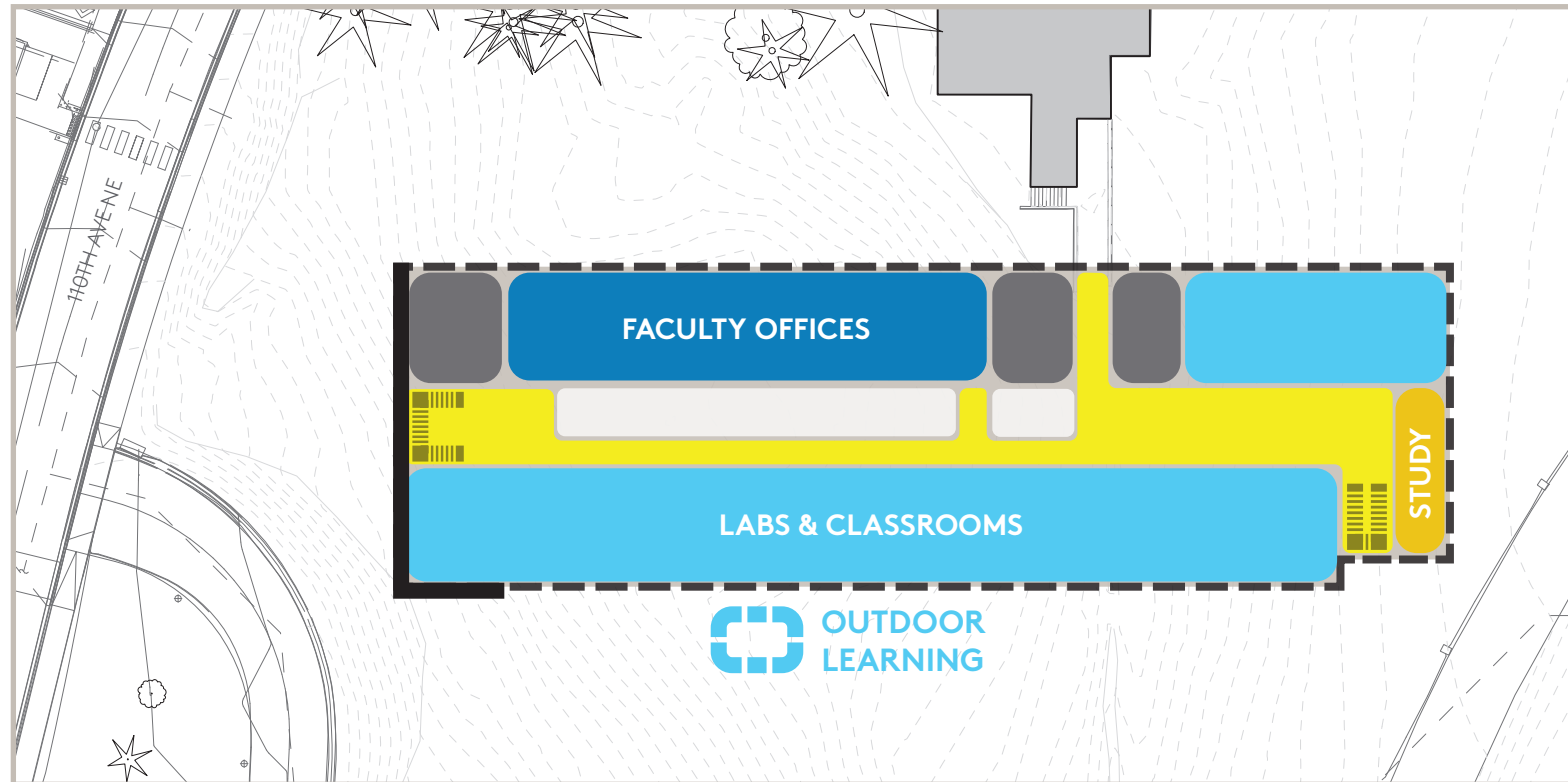 110TH AVE NE
FACULTY OFFICES
STUDY
LABS & CLASSROOMS
OUTDOOR
LEARNING